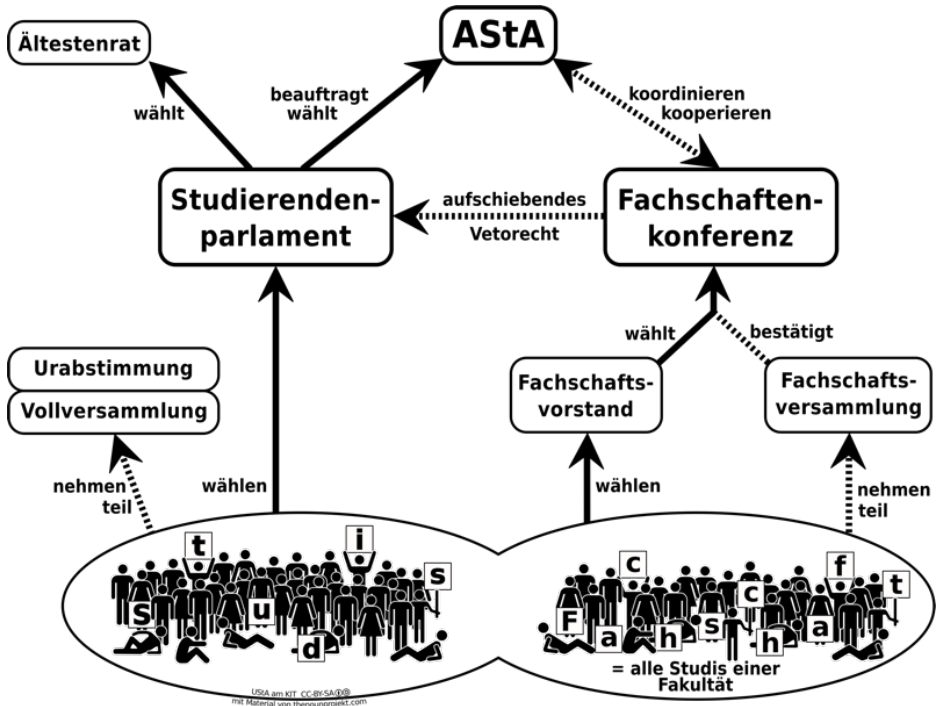 Ältestenrat
AStA
wählt
beauftragt
wählt
koordinieren
kooperieren
Studierenden-
parlament
aufschiebendes
Vetorecht
Fachschaften-
konferenz
wählt
bestätigt
Urabstimmung
Vollversammlung
Fachschafts-
vorstand
Fachschafts-
versammlung
nehmen
teil
wählen
wählen
nehmen
teil
S t u d i s
F a c h s c h a f t
= alle Studis einer
Fakultät
UStA am KIT CC-BY-SA
mit Material von thenounprojekt.com